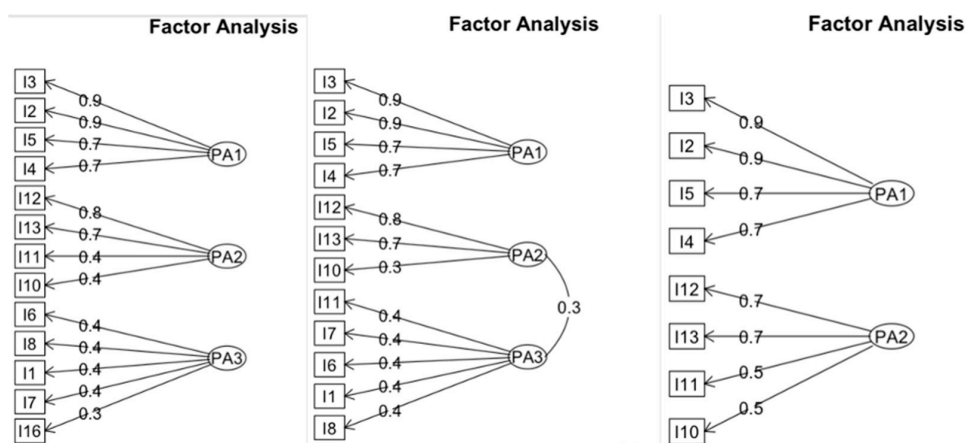 Factor Analysis
I3
0.9
I2
0.9
I5
0.7
PA1
I4
0.7
I12
0.8
I13
0.7
I11
0.4
PA2
I10
0.4
I6
0.4
I8
0.4
I1
0.4
PA3
I7
0.4
I16
0.3
Factor Analysis
I3
0.9
I2
0.9
I5
0.7
PA1
I4
0.7
I12
0.8
I13
0.7
PA2
I10
0.3
0.3
I11
0.4
I7
0.4
I6
0.4
PA3
I1
0.4
I8
0.4
Factor Analysis
I3
0.9
I2
0.9
I5
0.7
PA1
I4
0.7
I12
0.7
I13
0.7
PA2
I11
0.5
I10
0.5